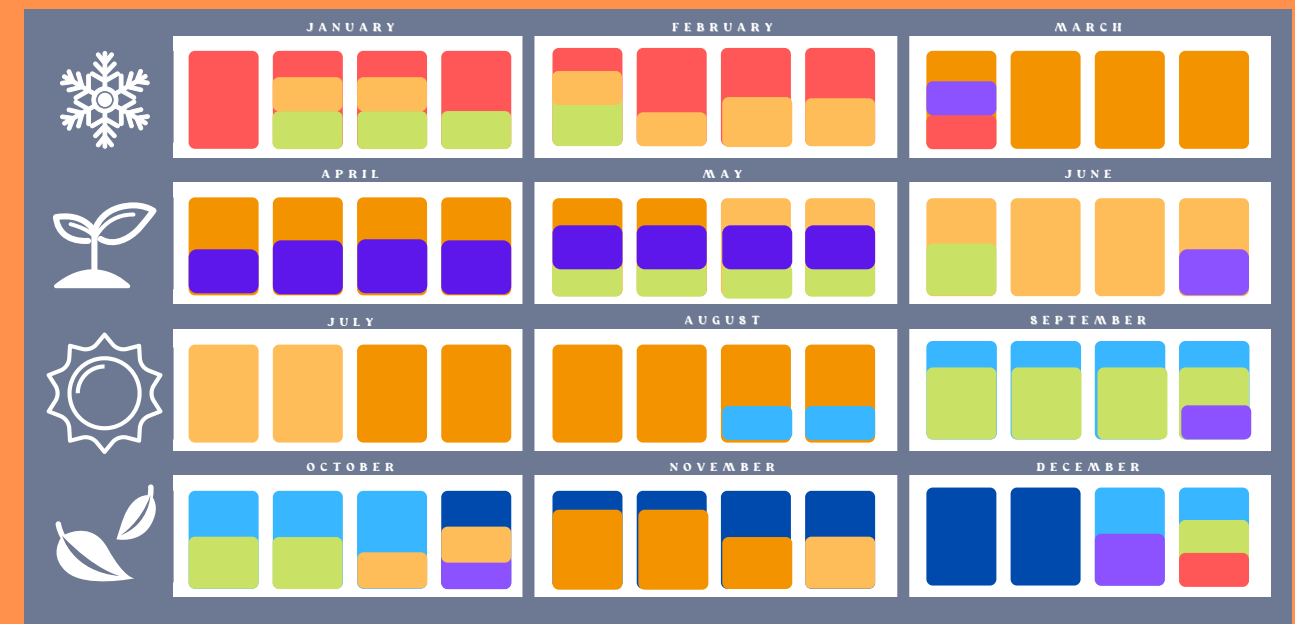 JANUARY
FEBRUARY
MARCH
APRIL
MAY
JUNE
JULY
AUGUST
SEPTEMBER
OCTOBER
NOVEMBER
DECEMBER